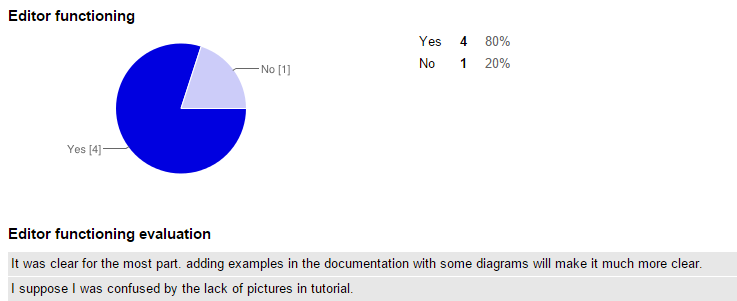 Editor functioning
No [1]
Yes [4]
Yes 4 80%
No 1 20%
Editor functioning evaluation
It was clear for the most part. adding examples in the documentation with some diagrams will make it much more clear.
I suppose I was confused by the lack of pictures in tutorial.